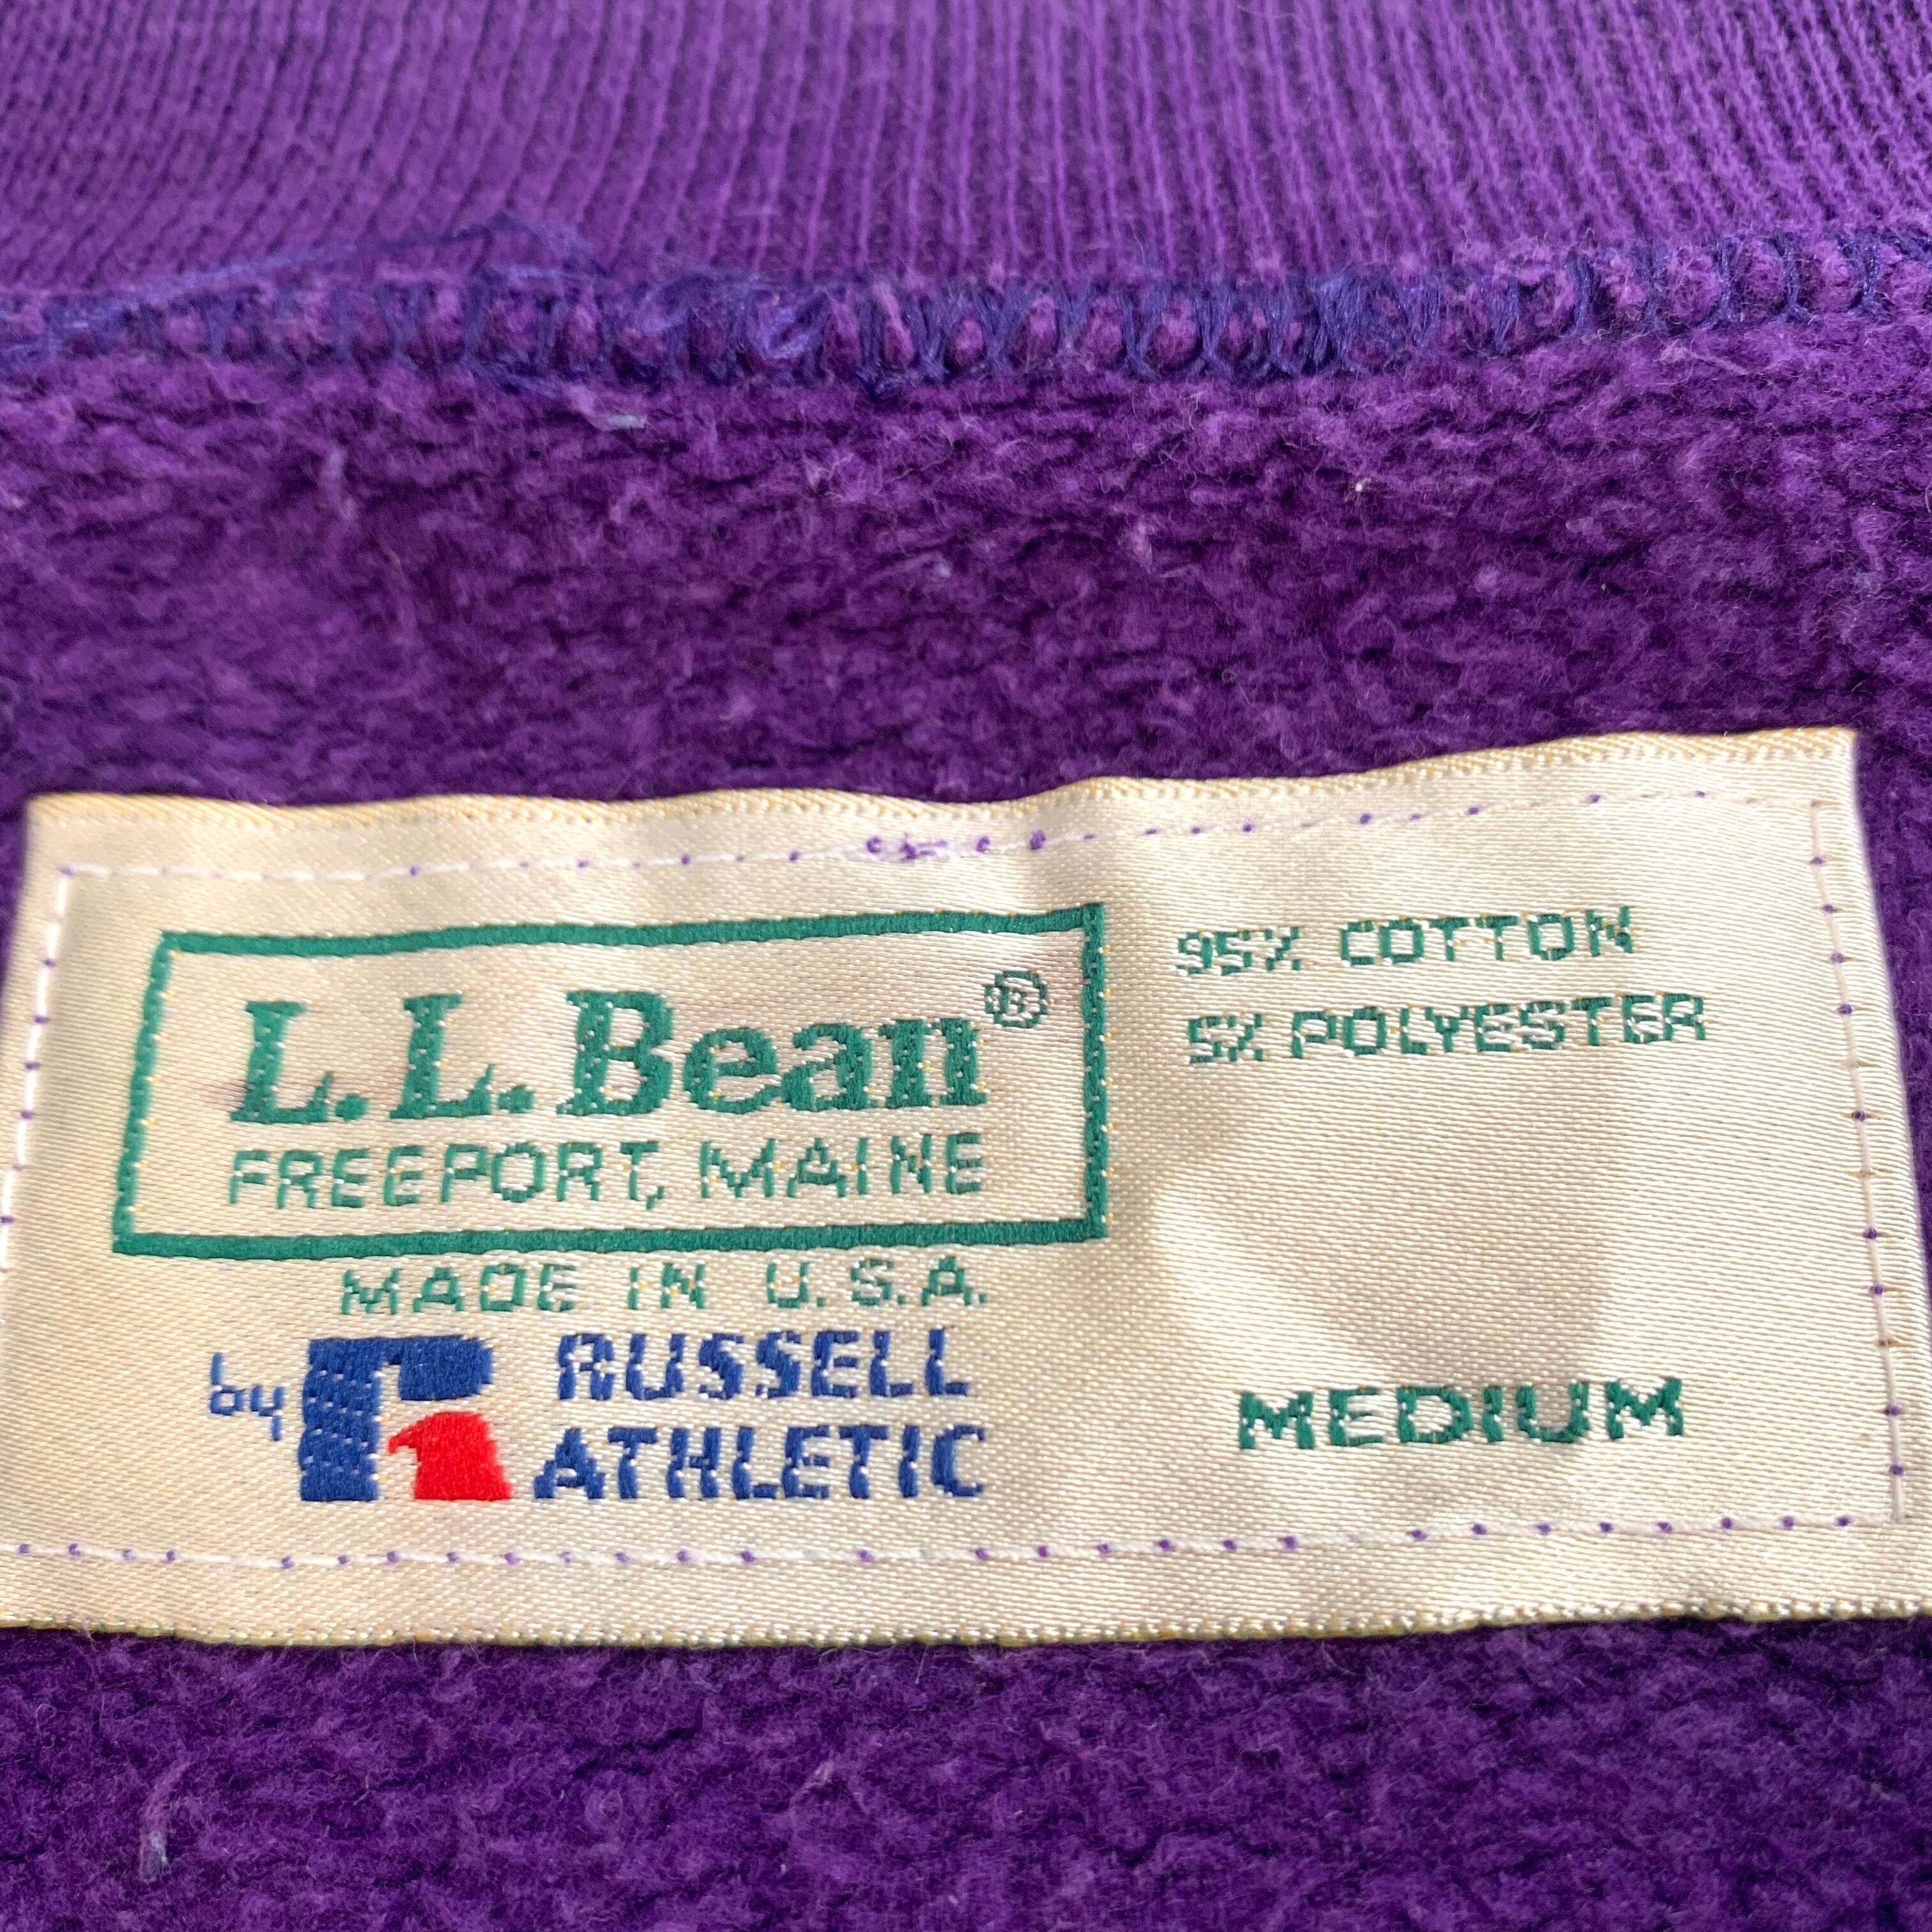 L.L.Bean®
FREEPORT, MAINE
MADE IN U.S.A.
by R RUSSELL
ATHLETIC
95% COTTON
5% POLYESTER
MEDIUM